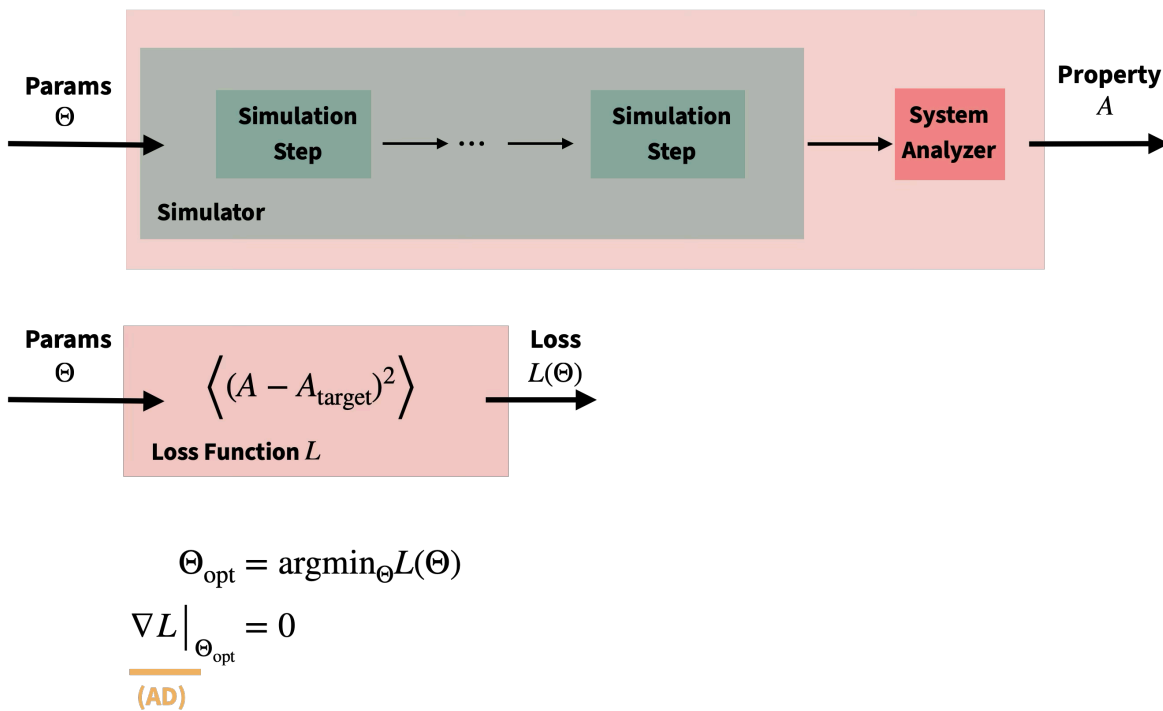 Params
Θ
Simulation
Step
...
Simulation
Step
Simulator
System
Analyzer
Property
A
Params
Θ
⟨(A − A_target)²⟩
Loss Function L
Loss
L(Θ)
Θ_opt = argmin_Θ L(Θ)
∇L|_Θ_opt = 0
(AD)